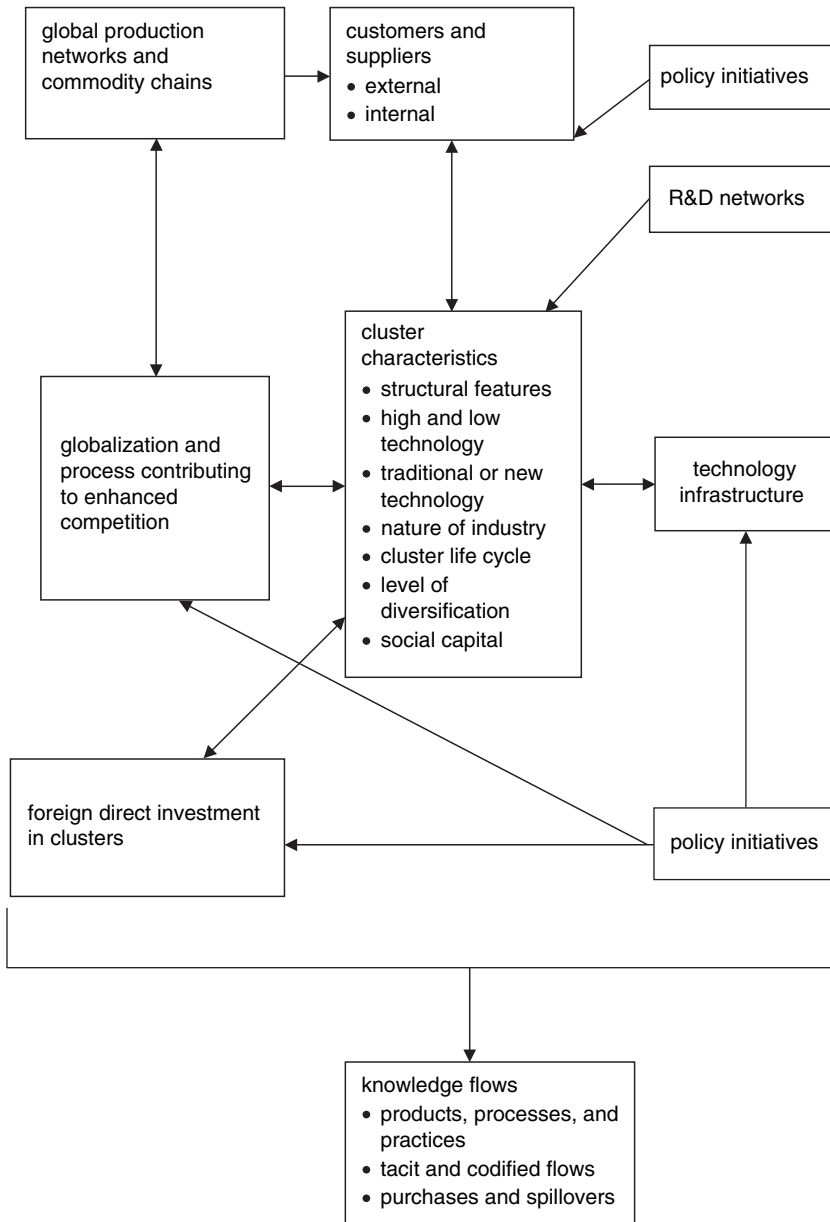 global production
networks and
commodity chains
customers and
suppliers
• external
• internal
policy initiatives
R&D networks
cluster
characteristics
• structural features
• high and low
technology
• traditional or new
technology
• nature of industry
• cluster life cycle
• level of
diversification
• social capital
globalization and
process contributing
to enhanced
competition
technology
infrastructure
foreign direct investment
in clusters
policy initiatives
knowledge flows
• products, processes, and
practices
• tacit and codified flows
• purchases and spillovers